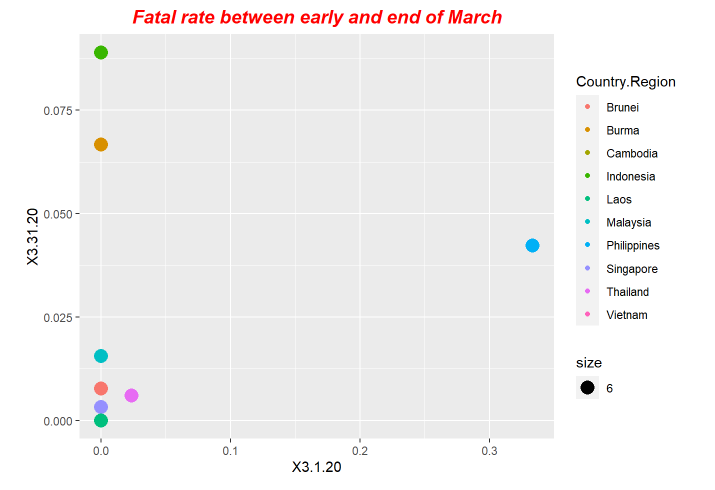 Fatal rate between early and end of March
X3.31.20
0.075
0.050
0.025
0.000
0.0
0.1
0.2
0.3
X3.1.20
Country.Region
Brunei
Burma
Cambodia
Indonesia
Laos
Malaysia
Philippines
Singapore
Thailand
Vietnam
size
6